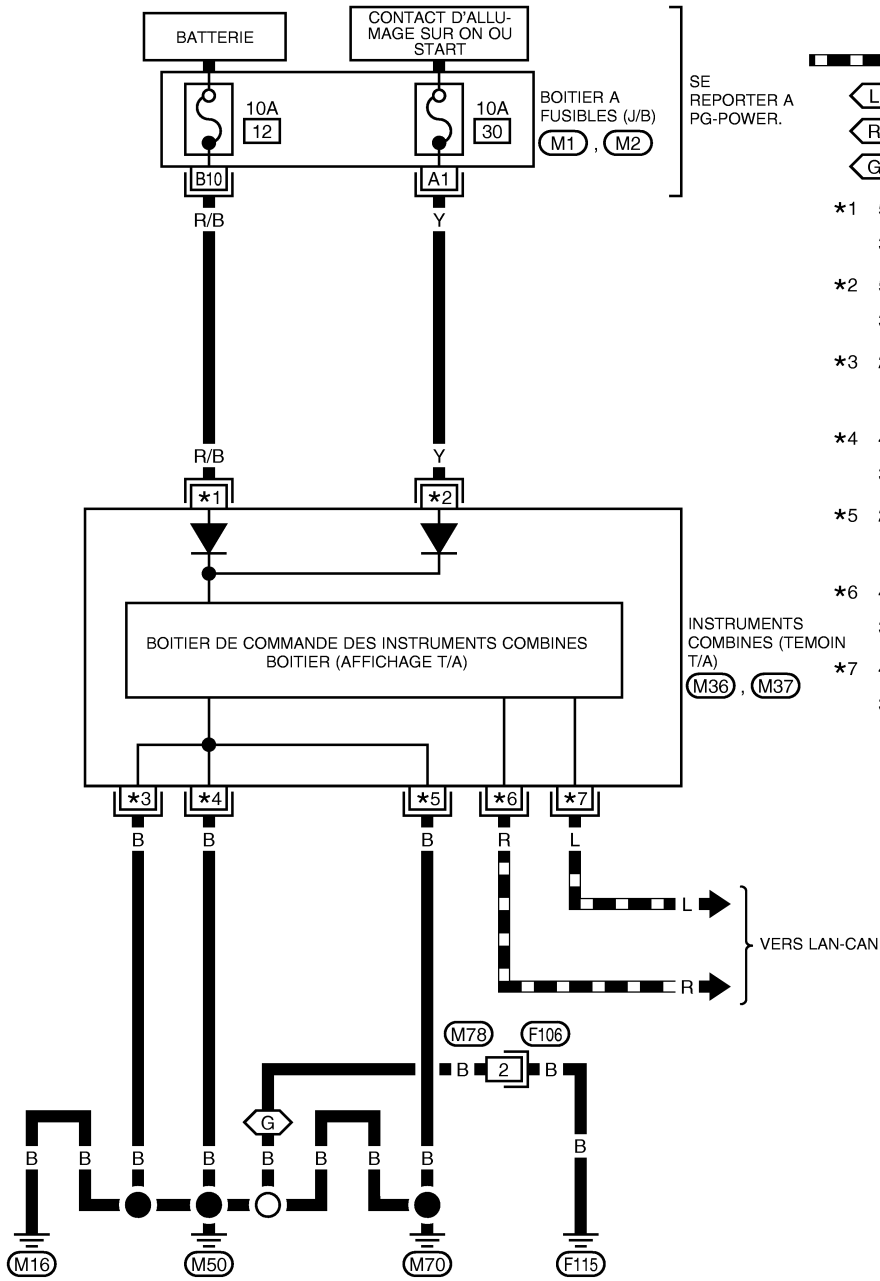 BATTERIE
CONTACT D'ALLU-
MAGE SUR ON OU
START
10A
12
10A
30
BOITIER A
FUSIBLES (J/B)
M1 , M2
SE
REPORTER A
PG-POWER.
L
R
G
B10
A1
R/B
Y
R/B
Y
*1
*2
*1
*2
*3
*4
*5
*6
*7
BOITIER DE COMMANDE DES INSTRUMENTS COMBINES
BOITIER (AFFICHAGE T/A)
INSTRUMENTS
COMBINES (TEMOIN
T/A)
M36 , M37
*3
*4
*5
*6
*7
B
B
B
R
L
L
R
VERS LAN-CAN
M78
F106
B
2
B
G
B
B
B
B
B
B
B
B
B
M16
M50
M70
F115